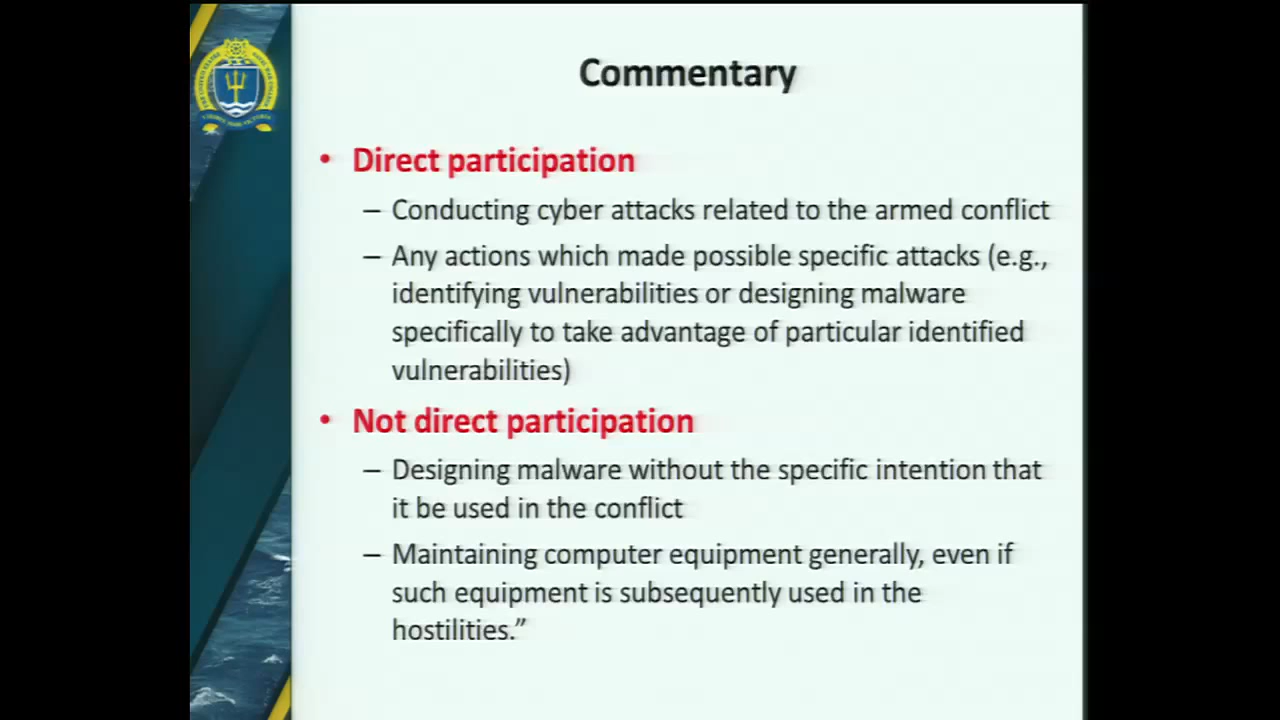 Commentary
• Direct participation
– Conducting cyber attacks related to the armed conflict
– Any actions which made possible specific attacks (e.g.,
identifying vulnerabilities or designing malware
specifically to take advantage of particular identified
vulnerabilities)
• Not direct participation
– Designing malware without the specific intention that
it be used in the conflict
– Maintaining computer equipment generally, even if
such equipment is subsequently used in the
hostilities.”